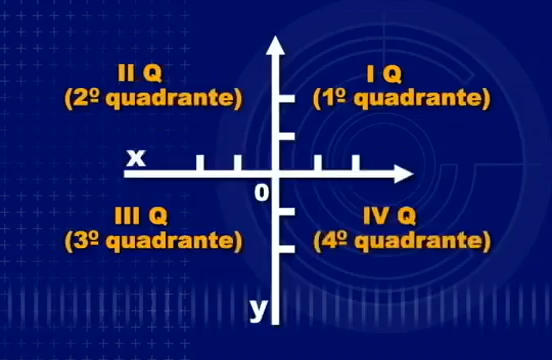 II Q
(2º quadrante)
I Q
(1º quadrante)
x
0
III Q
(3º quadrante)
IV Q
(4º quadrante)
y